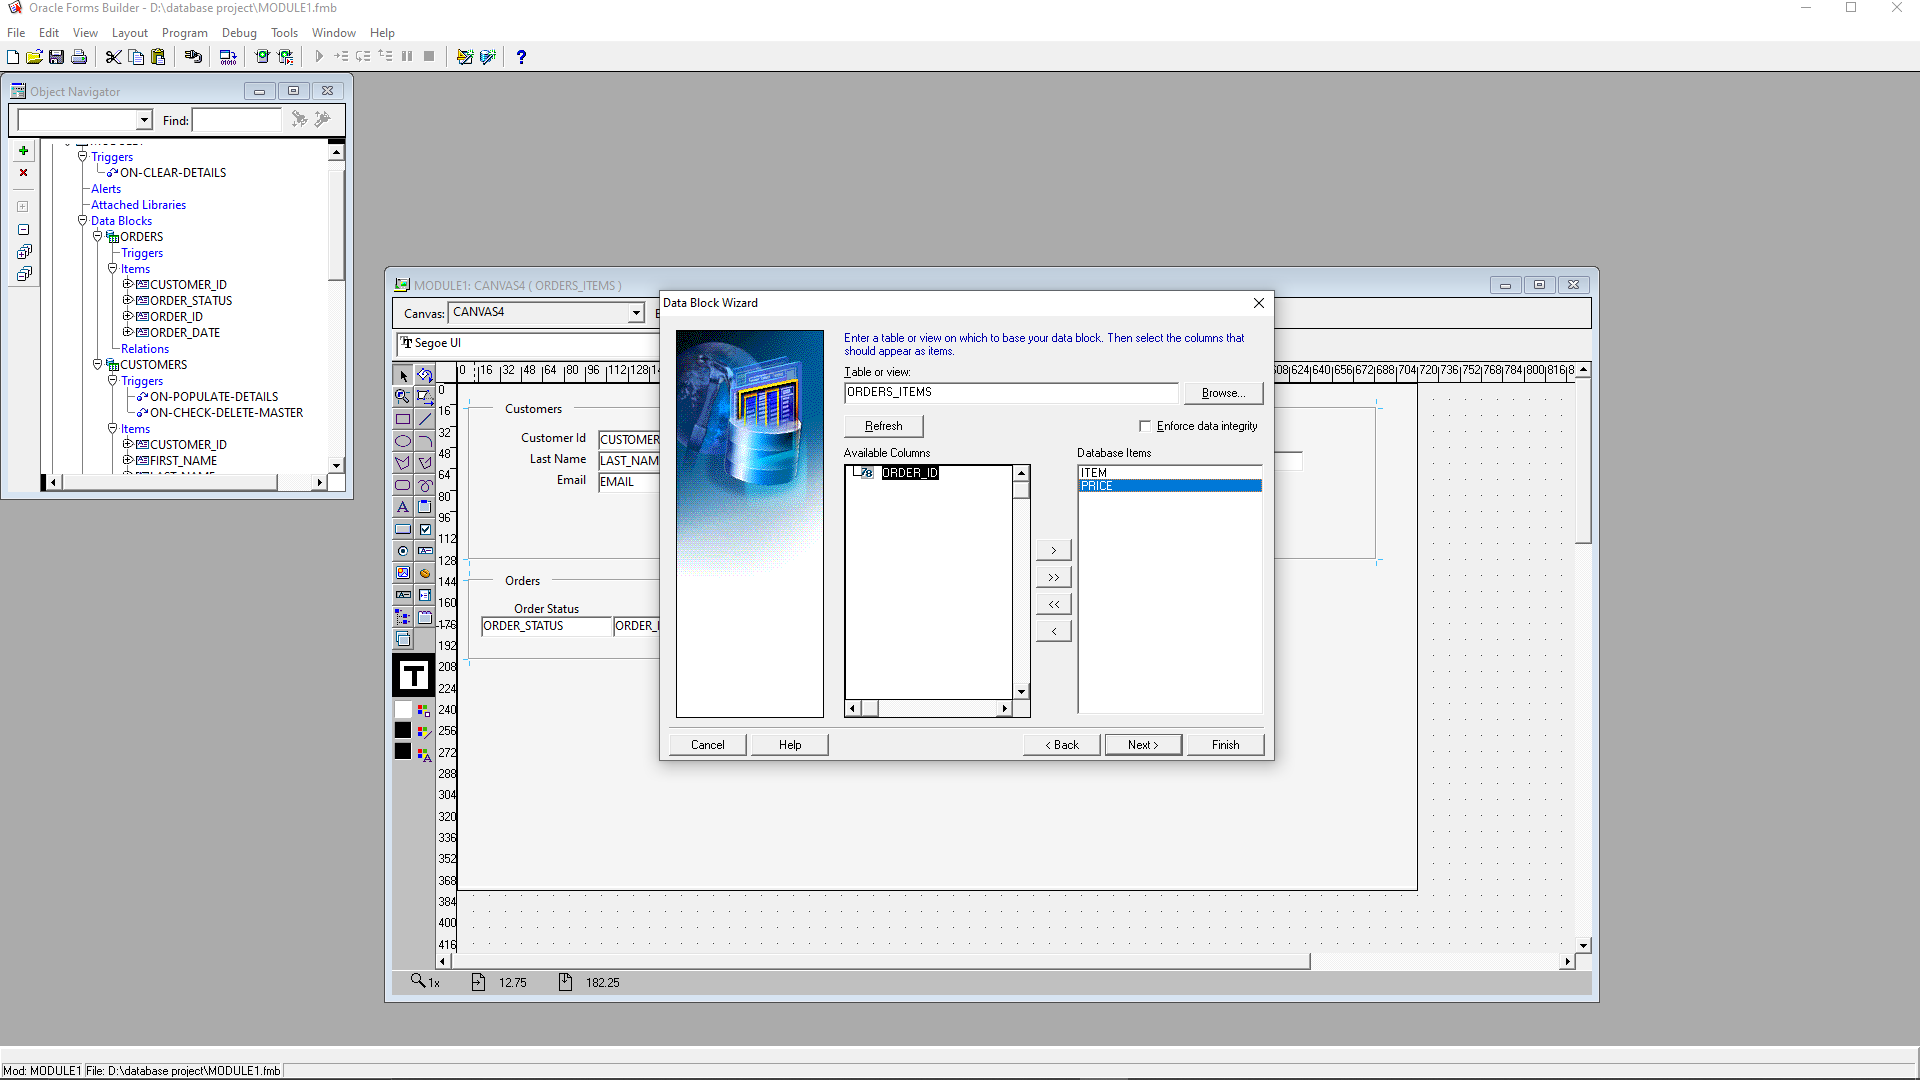 Oracle Forms Builder - D:\database project\MODULE1.fmb
File Edit View Layout Program Debug Tools Window Help
Object Navigator
Find:
Triggers
ON-CLEAR-DETAILS
Alerts
Attached Libraries
Data Blocks
ORDERS
Triggers
Items
CUSTOMER_ID
ORDER_STATUS
ORDER_ID
ORDER_DATE
Relations
CUSTOMERS
Triggers
ON-POPULATE-DETAILS
ON-CHECK-DELETE-MASTER
Items
CUSTOMER_ID
FIRST_NAME
MODULE1: CANVAS4 ( ORDERS_ITEMS )
Canvas: CANVAS4
Segoe UI
0 16 32 48 64 80 96 112 128
624 640 656 672 688 704 720 736 752 768 784 800 816 8
0
16
32
48
64
80
96
112
128
144
160
176
192
208
224
240
256
272
288
304
320
336
352
368
384
400
416
Customers
Customer Id CUSTOMER
Last Name LAST_NAM
Email EMAIL
Orders
Order Status
ORDER_STATUS ORDER_I
1x 12.75 182.25
Data Block Wizard
Enter a table or view on which to base your data block. Then select the columns that
should appear as items.
Table or view:
ORDERS_ITEMS
Browse...
Refresh
Enforce data integrity
Available Columns
Database Items
78 ORDER_ID
ITEM
PRICE
>
>>
<<
<
Cancel Help < Back Next > Finish
Mod: MODULE1 File: D:\database project\MODULE1.fmb